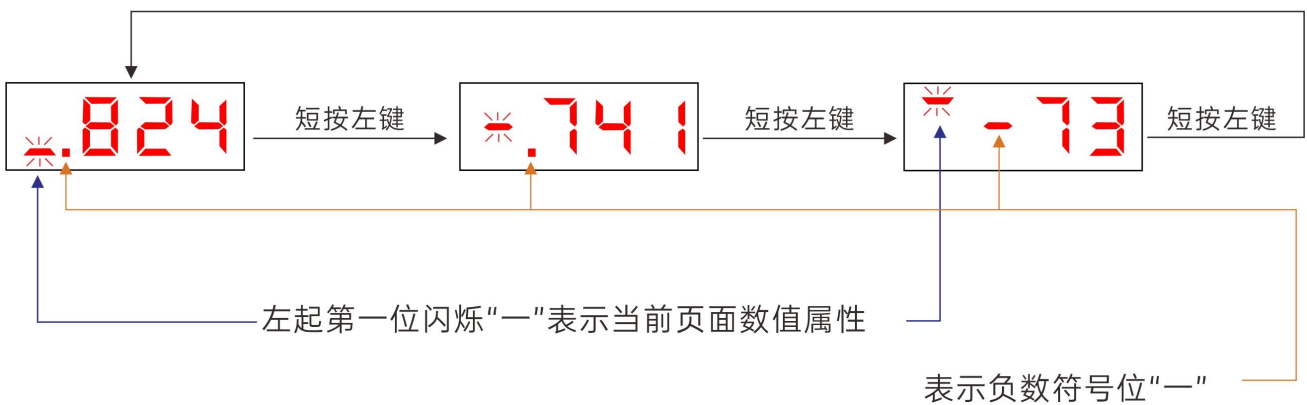 _.824
短按左键
-.741
短按左键
- -73
短按左键
左起第一位闪烁“一”表示当前页面数值属性
表示负数符号位“一”